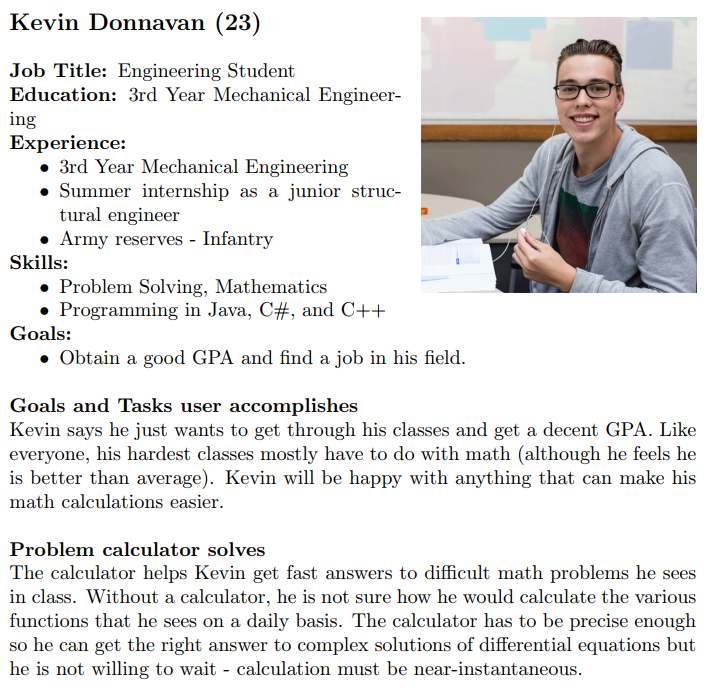 Kevin Donnavan (23)
Job Title: Engineering Student
Education: 3rd Year Mechanical Engineer-
ing
Experience:
• 3rd Year Mechanical Engineering
• Summer internship as a junior struc-
tural engineer
• Army reserves - Infantry
Skills:
• Problem Solving, Mathematics
• Programming in Java, C#, and C++
Goals:
• Obtain a good GPA and find a job in his field.
Goals and Tasks user accomplishes
Kevin says he just wants to get through his classes and get a decent GPA. Like
everyone, his hardest classes mostly have to do with math (although he feels he
is better than average). Kevin will be happy with anything that can make his
math calculations easier.
Problem calculator solves
The calculator helps Kevin get fast answers to difficult math problems he sees
in class. Without a calculator, he is not sure how he would calculate the various
functions that he sees on a daily basis. The calculator has to be precise enough
so he can get the right answer to complex solutions of differential equations but
he is not willing to wait - calculation must be near-instantaneous.